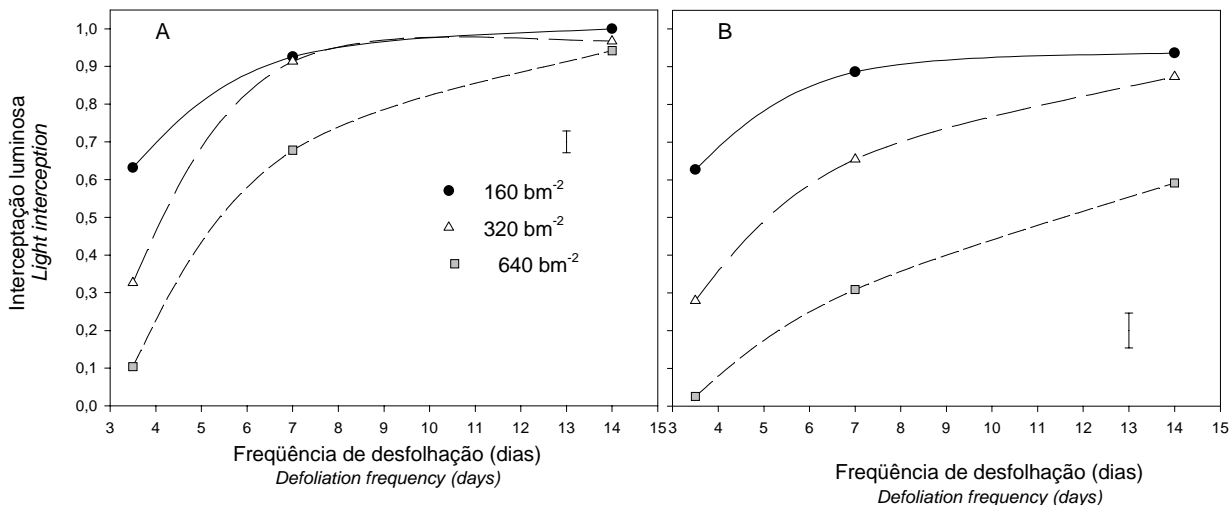 A
B
1,0
0,9
0,8
0,7
0,6
0,5
0,4
0,3
0,2
0,1
0,0
Interceptação luminosa
Light interception
160 bm-2
320 bm-2
640 bm-2
3 4 5 6 7 8 9 10 11 12 13 14 15
3 4 5 6 7 8 9 10 11 12 13 14 15
Freqüência de desfolhação (dias)
Defoliation frequency (days)
Freqüência de desfolhação (dias)
Defoliation frequency (days)